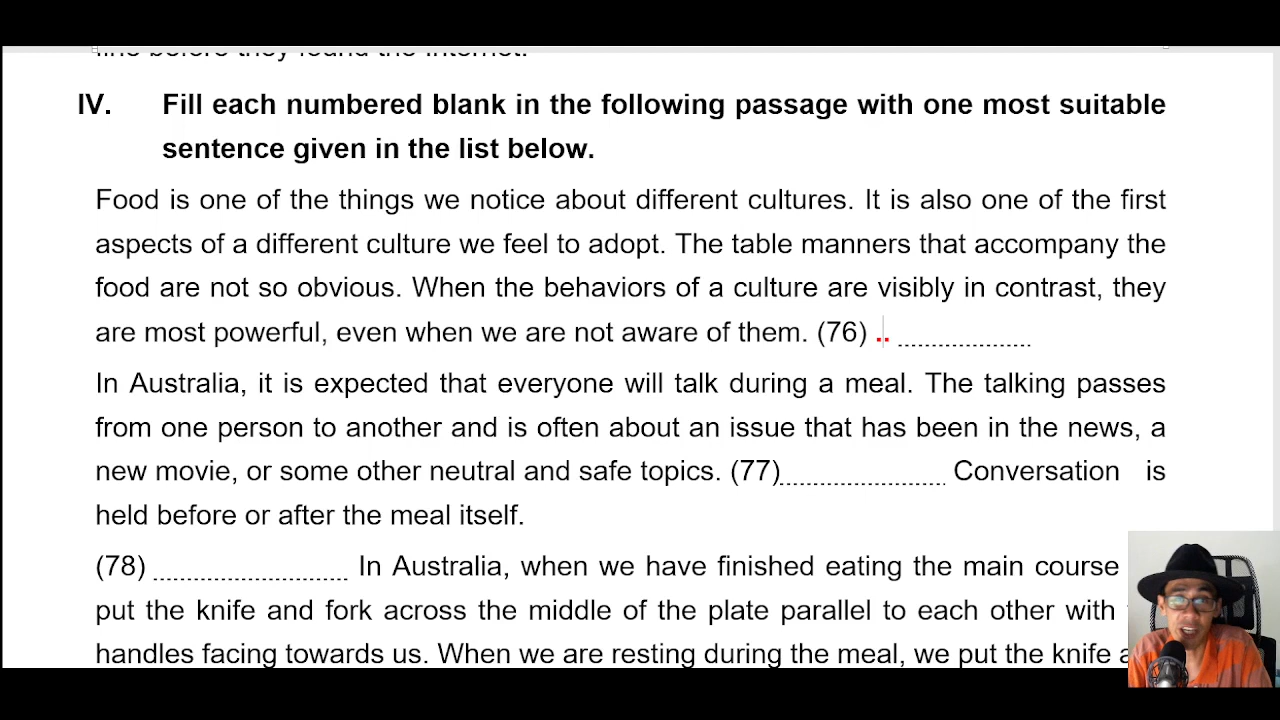 IV. Fill each numbered blank in the following passage with one most suitable
sentence given in the list below.
Food is one of the things we notice about different cultures. It is also one of the first
aspects of a different culture we feel to adopt. The table manners that accompany the
food are not so obvious. When the behaviors of a culture are visibly in contrast, they
are most powerful, even when we are not aware of them. (76) .. ....................
In Australia, it is expected that everyone will talk during a meal. The talking passes
from one person to another and is often about an issue that has been in the news, a
new movie, or some other neutral and safe topics. (77)......................... Conversation is
held before or after the meal itself.
(78) ............................. In Australia, when we have finished eating the main course
put the knife and fork across the middle of the plate parallel to each other with
handles facing towards us. When we are resting during the meal, we put the knife